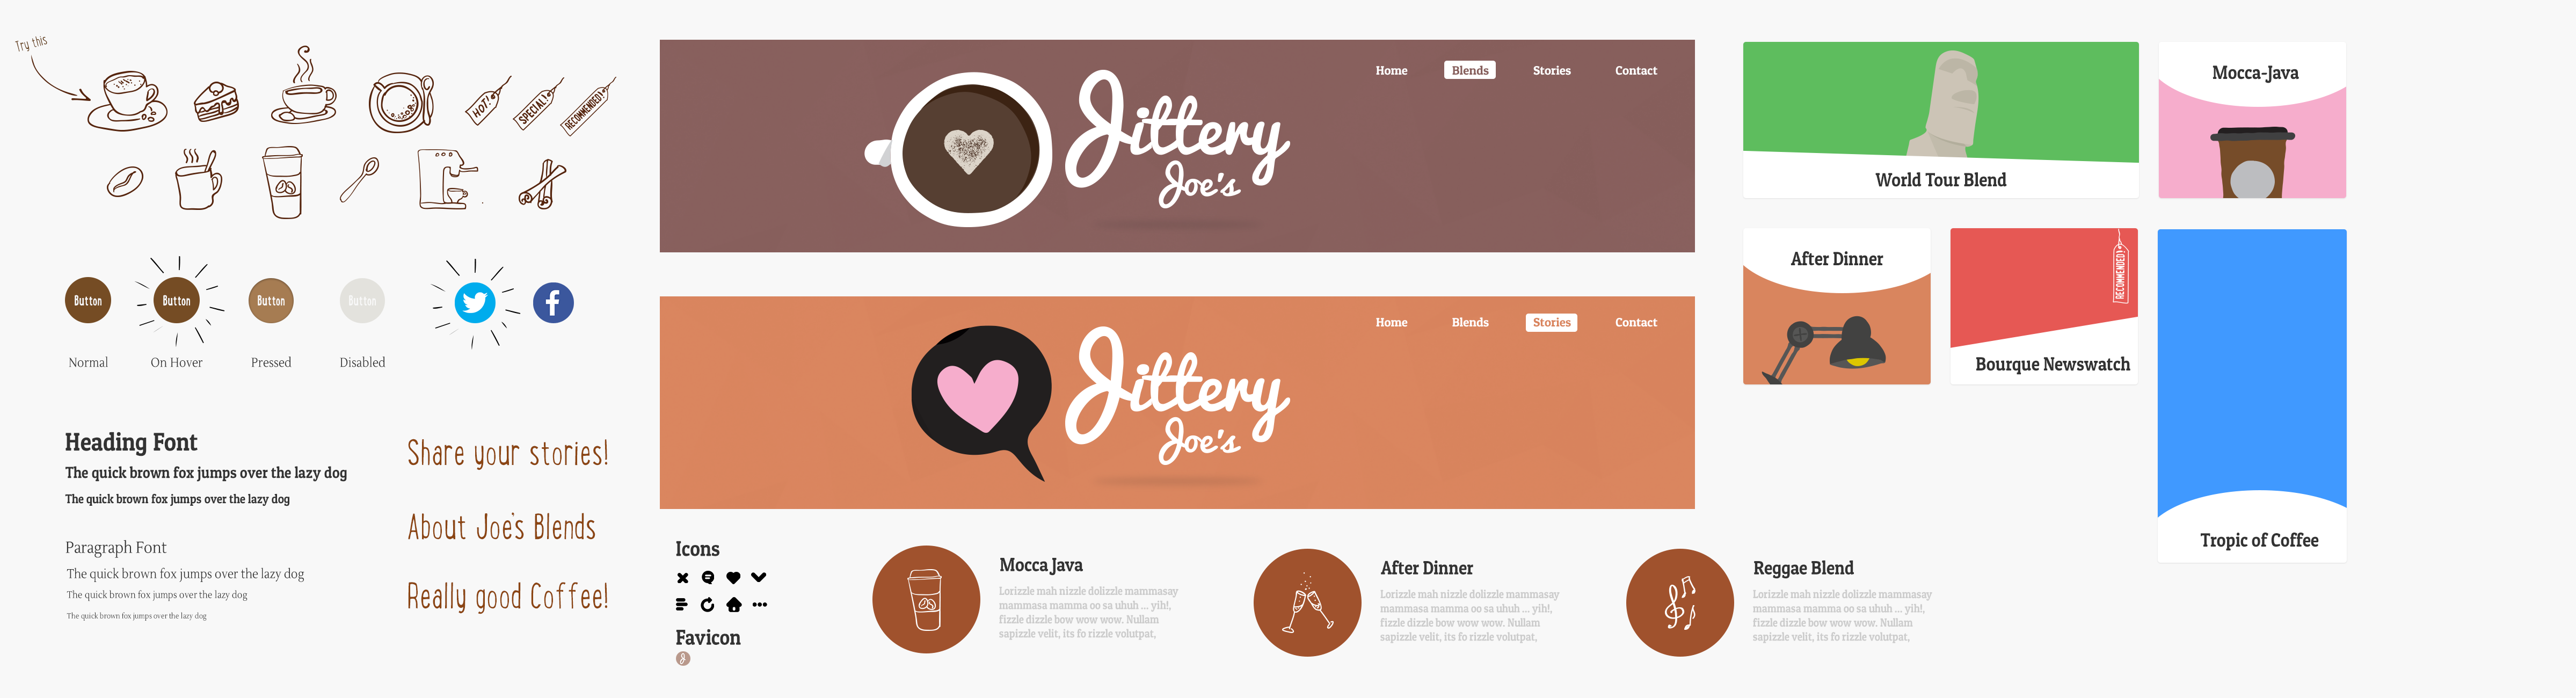 Try this
HOT!
SPECIAL!
RECOMMENDED!
Button
Button
Button
Button
Normal
On Hover
Pressed
Disabled
Heading Font
The quick brown fox jumps over the lazy dog
The quick brown fox jumps over the lazy dog
Paragraph Font
The quick brown fox jumps over the lazy dog
The quick brown fox jumps over the lazy dog
The quick brown fox jumps over the lazy dog
Share your stories!
About Joe's Blends
Really good Coffee!
Home Blends Stories Contact
Jittery
Joe's
Home Blends Stories Contact
Jittery
Joe's
Icons
Favicon
J
Mocca Java
Lorizzle mah nizzle dolizzle mammasay
mammasa mamma oo sa uhuh ... yih!,
fizzle dizzle bow wow wow. Nullam
sapizzle velit, its fo rizzle volutpat,
After Dinner
Lorizzle mah nizzle dolizzle mammasay
mammasa mamma oo sa uhuh ... yih!,
fizzle dizzle bow wow wow. Nullam
sapizzle velit, its fo rizzle volutpat,
Reggae Blend
Lorizzle mah nizzle dolizzle mammasay
mammasa mamma oo sa uhuh ... yih!,
fizzle dizzle bow wow wow. Nullam
sapizzle velit, its fo rizzle volutpat,
World Tour Blend
Mocca-Java
After Dinner
RECOMMENDED!
Bourque Newswatch
Tropic of Coffee